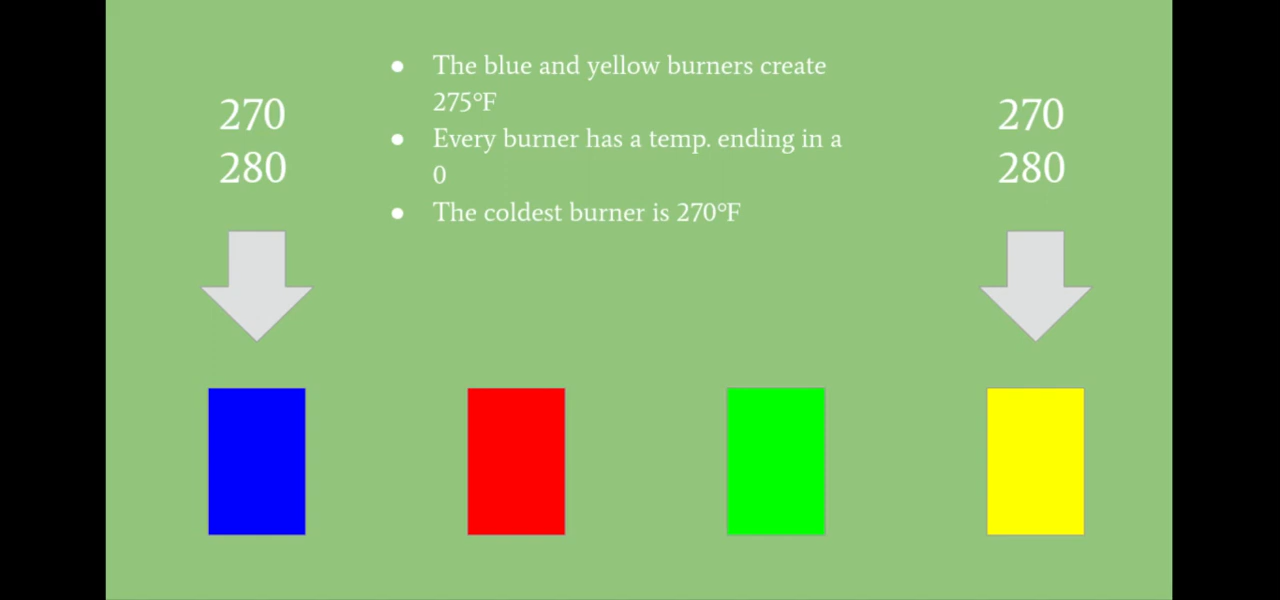 270
280
● The blue and yellow burners create
275°F
● Every burner has a temp. ending in a
0
● The coldest burner is 270°F
270
280